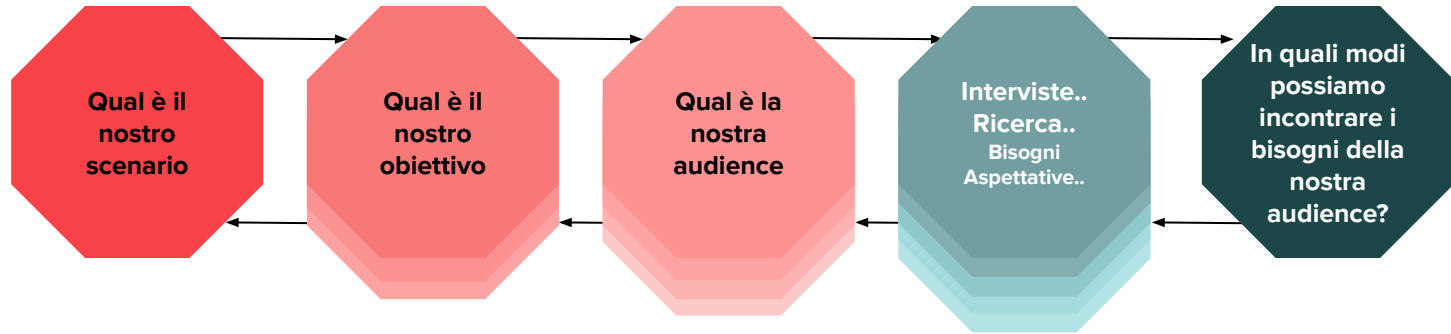 Qual è il
nostro
scenario
Qual è il
nostro
obiettivo
Qual è la
nostra
audience
Interviste..
Ricerca..
Bisogni
Aspettative..
In quali modi
possiamo
incontrare i
bisogni della
nostra
audience?